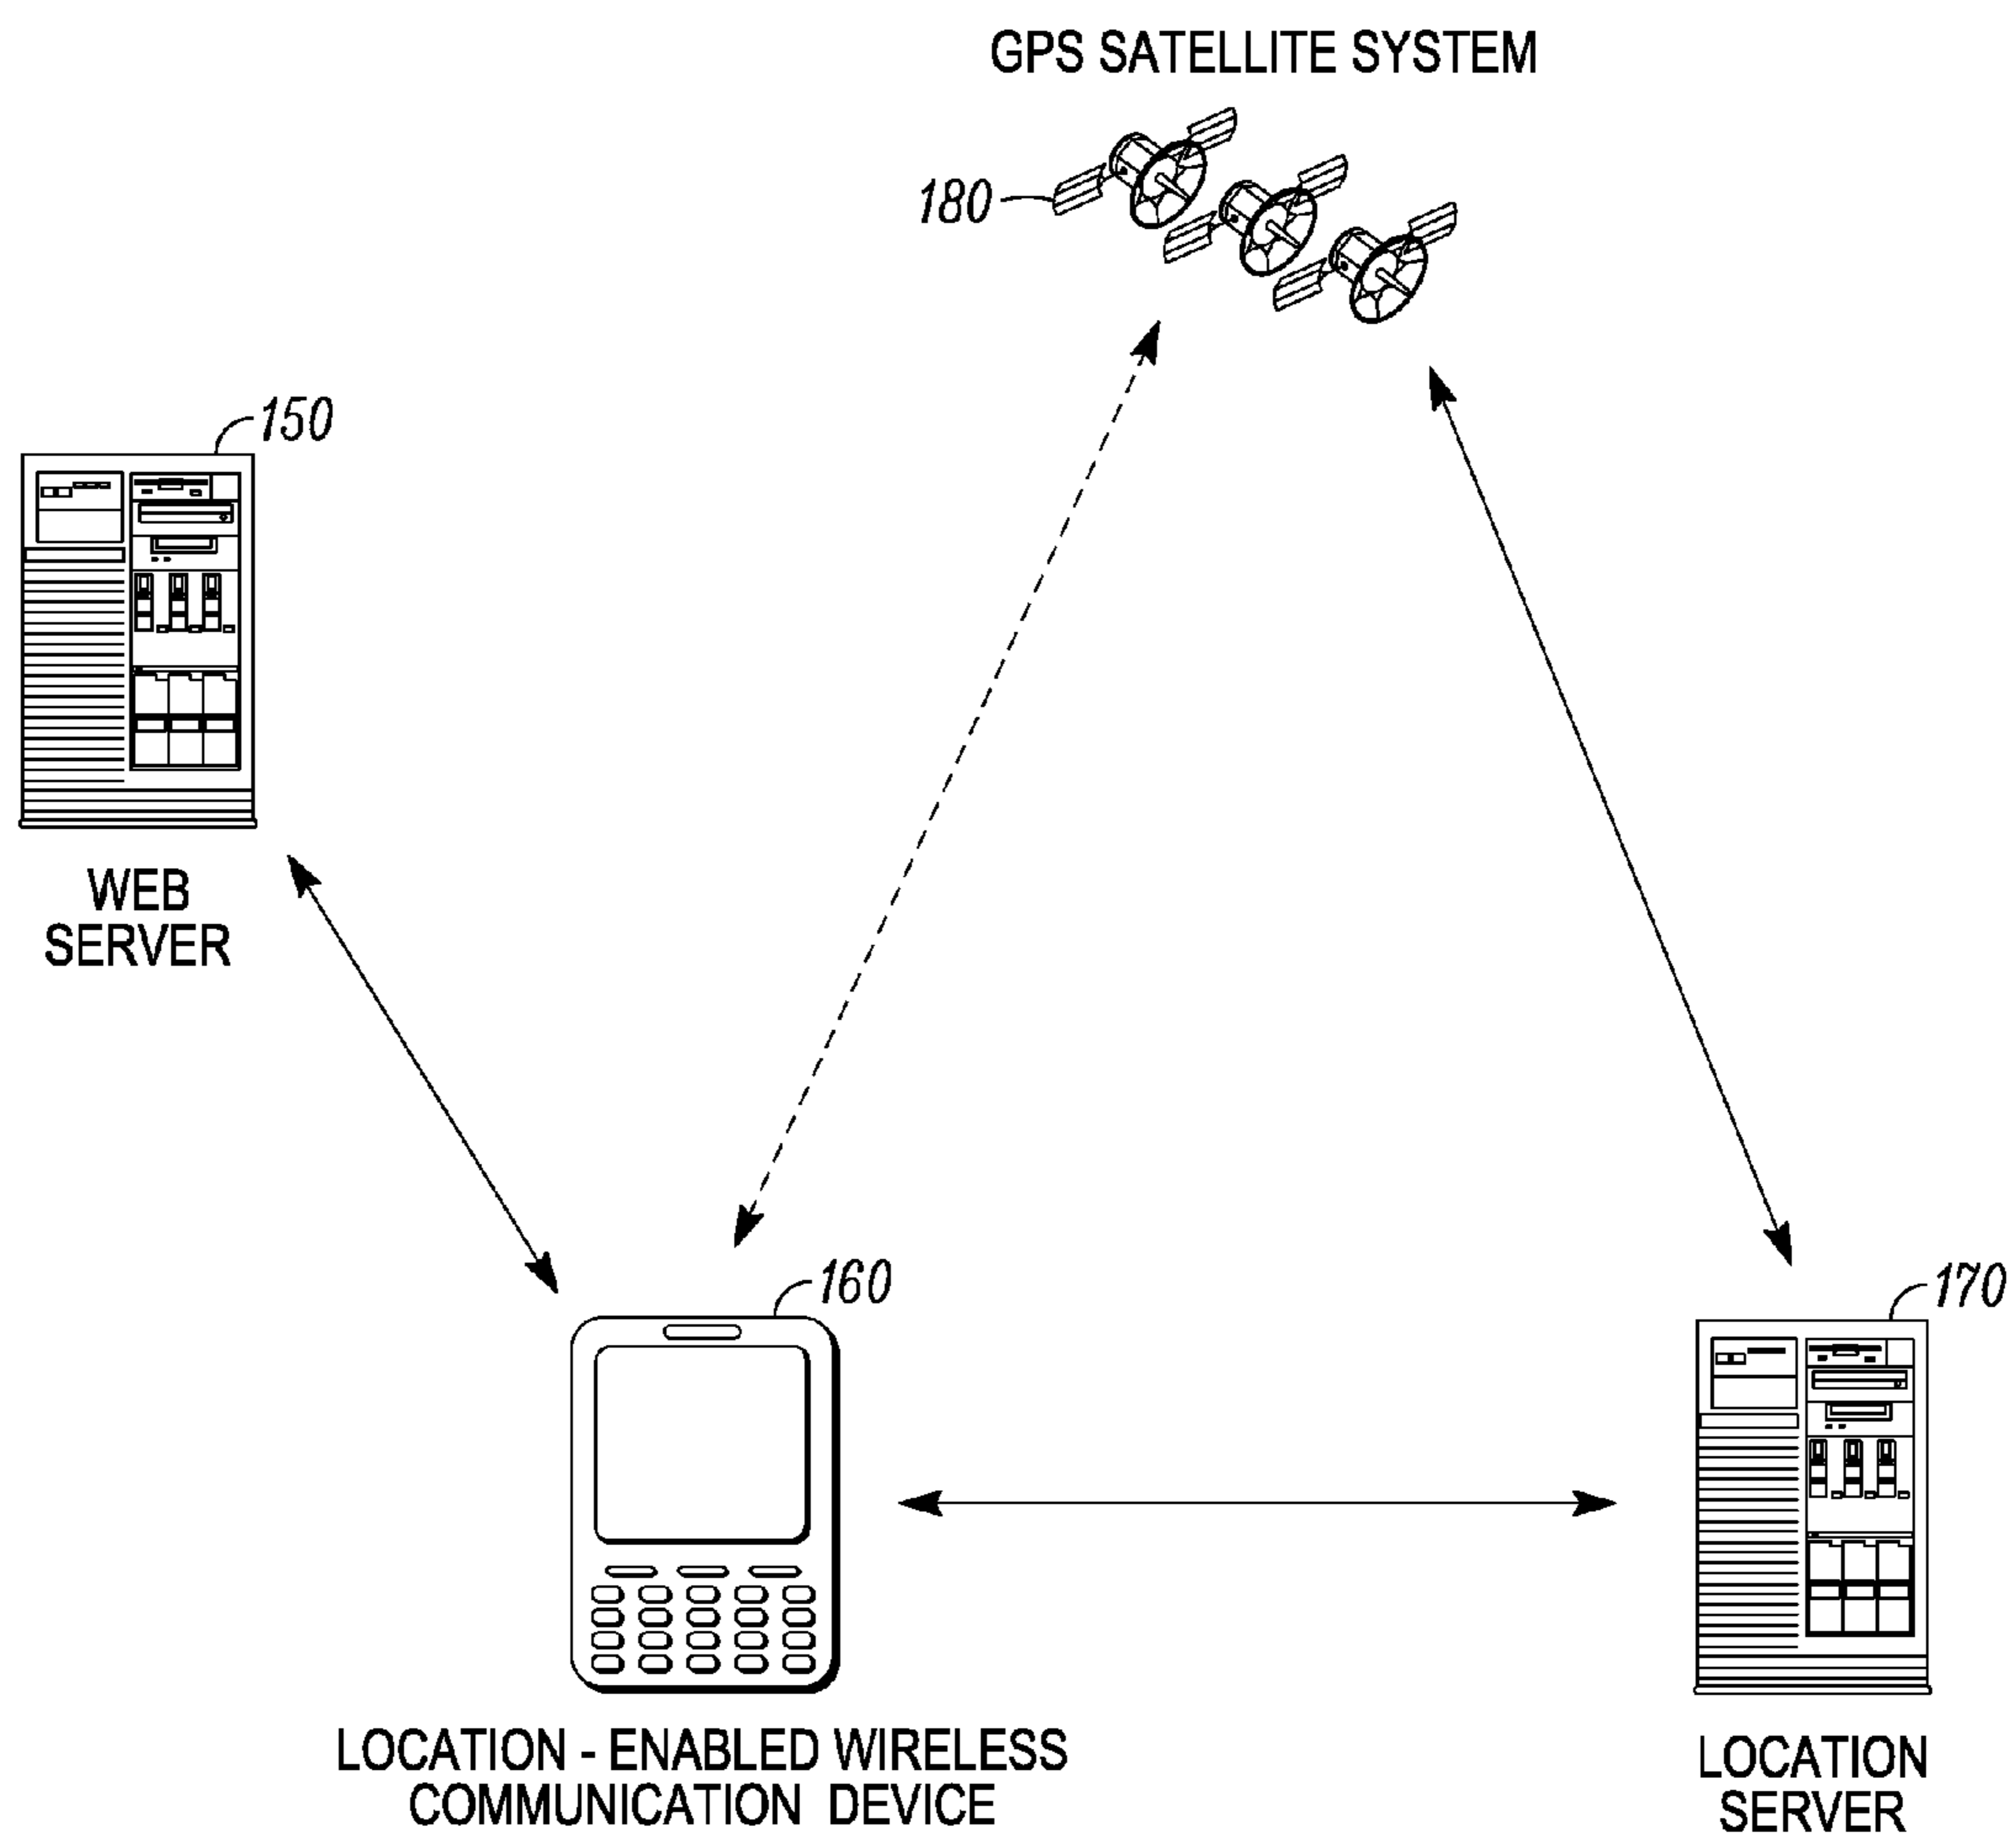 GPS SATELLITE SYSTEM
180
150
WEB
SERVER
160
170
LOCATION - ENABLED WIRELESS
COMMUNICATION DEVICE
LOCATION
SERVER